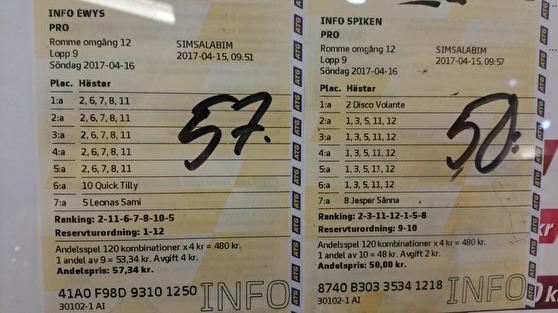 INFO EWYS
PRO
Romme omgång 12 SIMSALABIM
Lopp 9 2017-04-15, 09:51
Söndag 2017-04-16
Plac. Hästar
1:a 2, 6, 7, 8, 11
2:a 2, 6, 7, 8, 11
3:a 2, 6, 7, 8, 11
4:a 2, 6, 7, 8, 11
5:a 2, 6, 7, 8, 11
6:a 10 Quick Tilly
7:a 5 Leonas Sami
57.
Ranking: 2-11-6-7-8-10-5
Reservturordning: 1-12
Andelsspel 120 kombinationer x 4 kr = 480 kr.
1 andel av 9 = 53,34 kr. Avgift 4 kr.
Andelspris: 57,34 kr.
41A0 F98D 9310 1250 INFO
30102-1 AI
ATG
INFO SPIKEN
PRO
Romme omgång 12 SIMSALABIM
Lopp 9 2017-04-15, 09:51
Söndag 2017-04-16
Plac. Hästar
1:a 2 Disco Volante
2:a 1, 3, 5, 11, 12
3:a 1, 3, 5, 11, 12
4:a 1, 3, 5, 11, 12
5:a 1, 3, 5, 11, 12
6:a 1, 3, 5, 11, 12
7:a 8 Jesper Sånna
50:
Ranking: 2-3-11-12-1-5-8
Reservturordning: 9-10
Andelsspel 120 kombinationer x 4 kr = 480 kr.
1 andel av 10 = 48 kr. Avgift 2 kr.
Andelspris: 50,00 kr.
8740 B303 3534 1218 INFO
30102-1 AI
ATG
kr